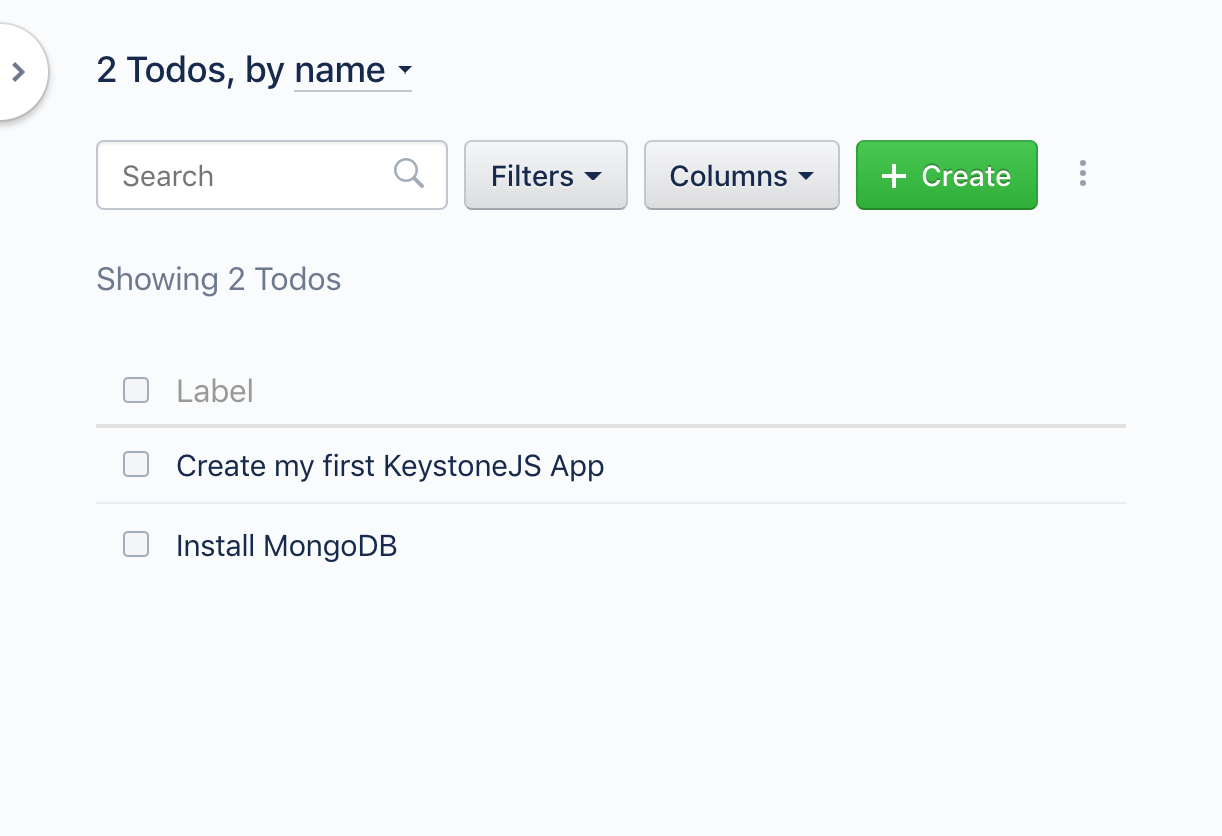 2 Todos, by name
Search
Filters
Columns
+ Create
Showing 2 Todos
Label
Create my first KeystoneJS App
Install MongoDB